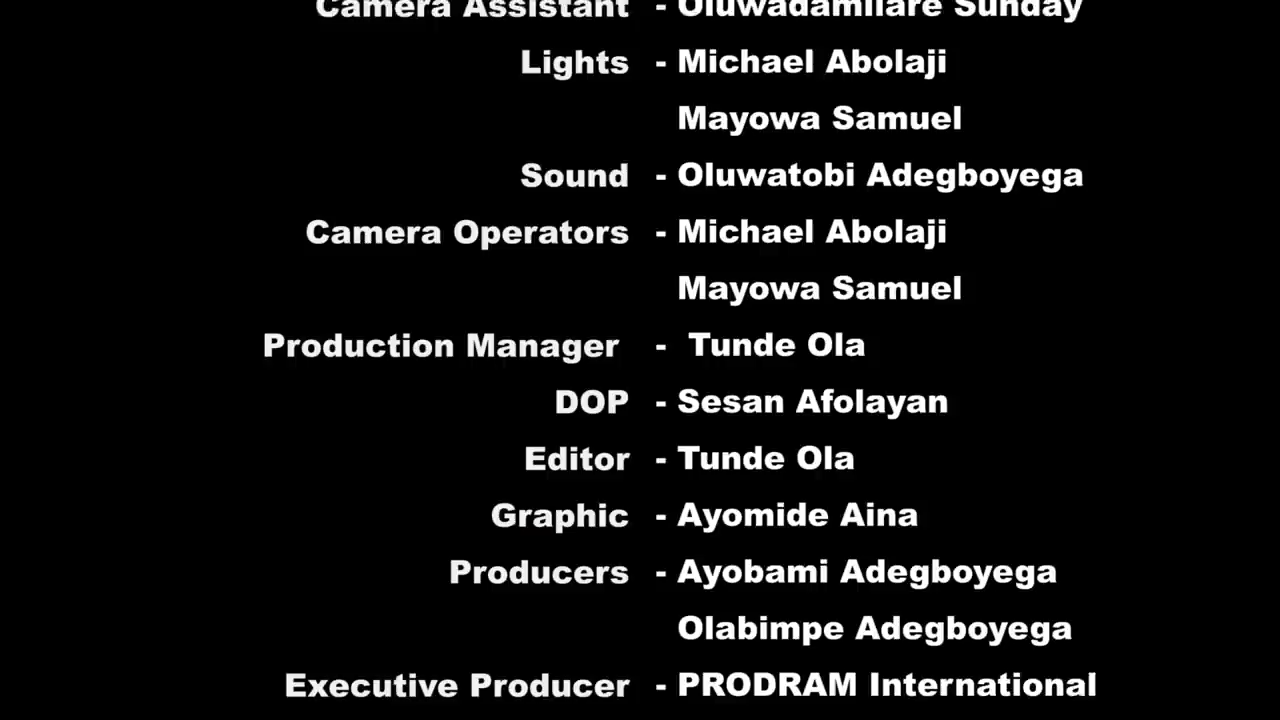 Camera Assistant - Oluwadamilare Sunday
Lights - Michael Abolaji
Mayowa Samuel
Sound - Oluwatobi Adegboyega
Camera Operators - Michael Abolaji
Mayowa Samuel
Production Manager - Tunde Ola
DOP - Sesan Afolayan
Editor - Tunde Ola
Graphic - Ayomide Aina
Producers - Ayobami Adegboyega
Olabimpe Adegboyega
Executive Producer - PRODRAM International